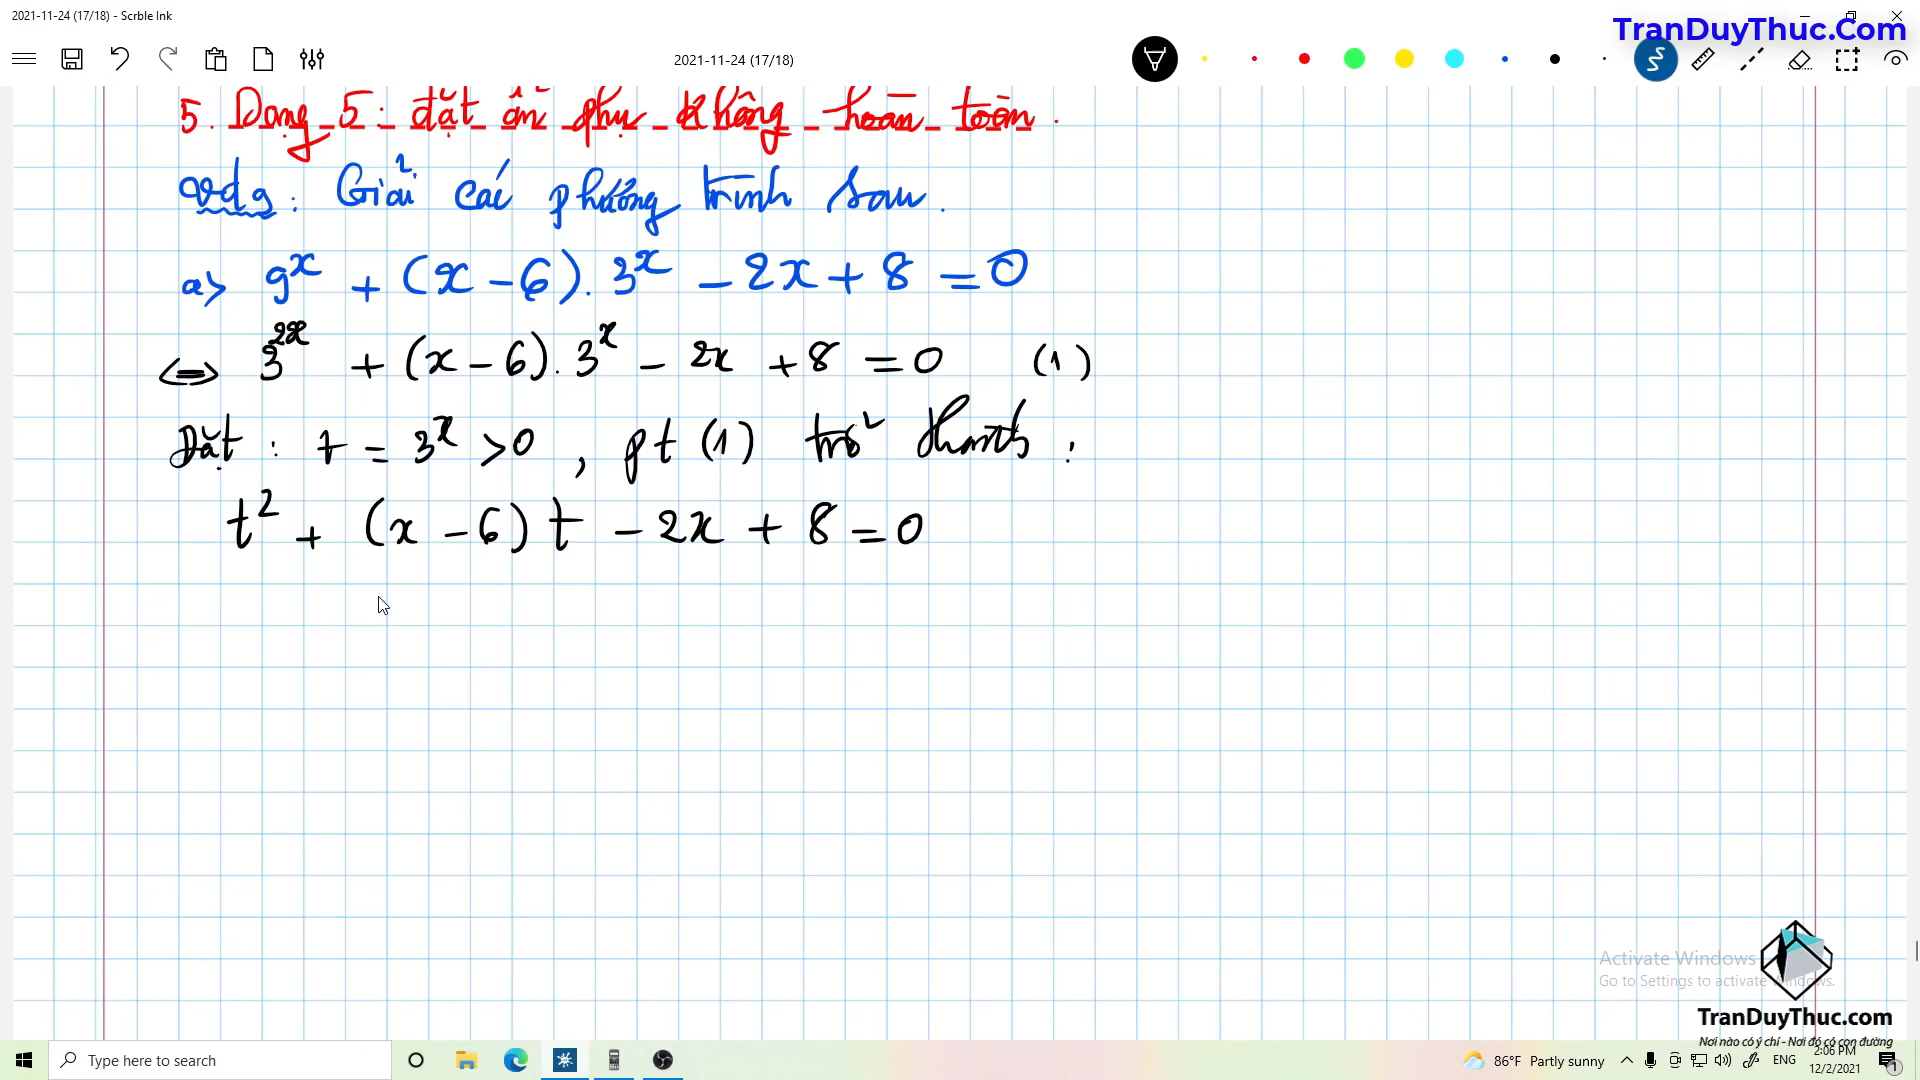 2021-11-24 (17/18) - Scrble Ink
TranDuyThuc.Com
2021-11-24 (17/18)
5. Dạng 5: đặt ẩn phụ không hoàn toàn.
Vd9: Giải các phương trình sau.
a> 9^x + (x-6). 3^x - 2x + 8 = 0
<=> 3^2x + (x-6). 3^x - 2x + 8 = 0 (1)
Đặt: t = 3^x > 0, pt (1) trở thành:
t^2 + (x-6)t - 2x + 8 = 0
Activate Windows
Go to Settings to activate Windows.
TranDuyThuc.com
Nơi nào có ý chí - Nơi đó có con đường
Type here to search
86°F Partly sunny
ENG
2:06 PM
12/2/2021
1